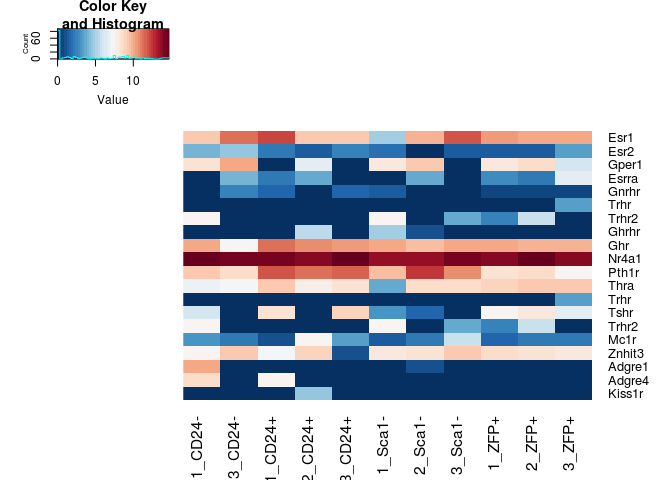 Color Key
and Histogram
Count
0 60
0 5 10
Value
Esr1
Esr2
Gper1
Esrra
Gnrhr
Trhr
Trhr2
Ghrhr
Ghr
Nr4a1
Pth1r
Thra
Trhr
Tshr
Trhr2
Mc1r
Znhit3
Adgre1
Adgre4
Kiss1r
1_CD24-
3_CD24-
1_CD24+
2_CD24+
3_CD24+
1_Sca1-
2_Sca1-
3_Sca1-
1_ZFP+
2_ZFP+
3_ZFP+